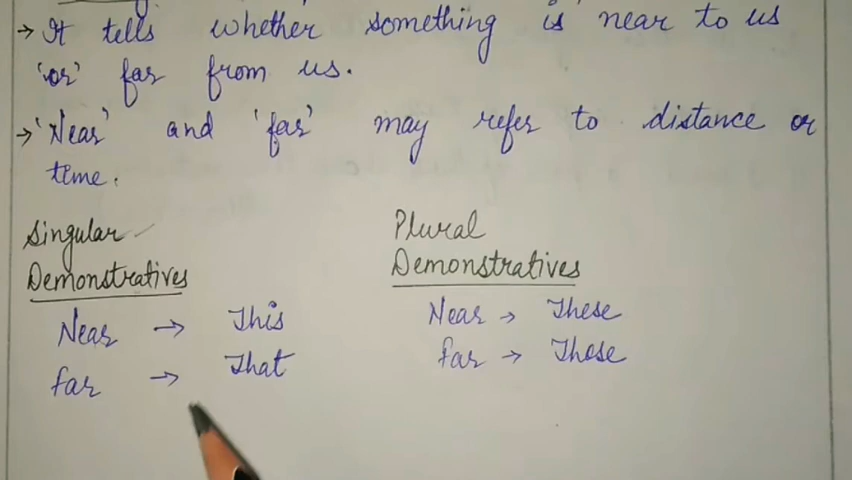 → It tells whether something is near to us
'or' far from us.
→ 'Near' and 'far' may refer to distance or
time.
Singular
Demonstratives
Near → This
far → That
Plural
Demonstratives
Near → These
far → Those